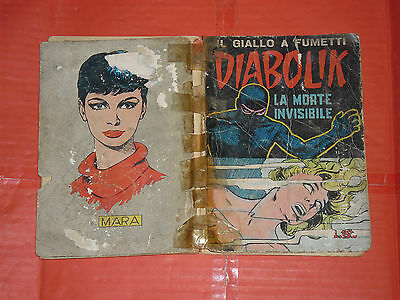 IL GIALLO A FUMETTI
DIABOLIK
LA MORTE
INVISIBILE
MARA